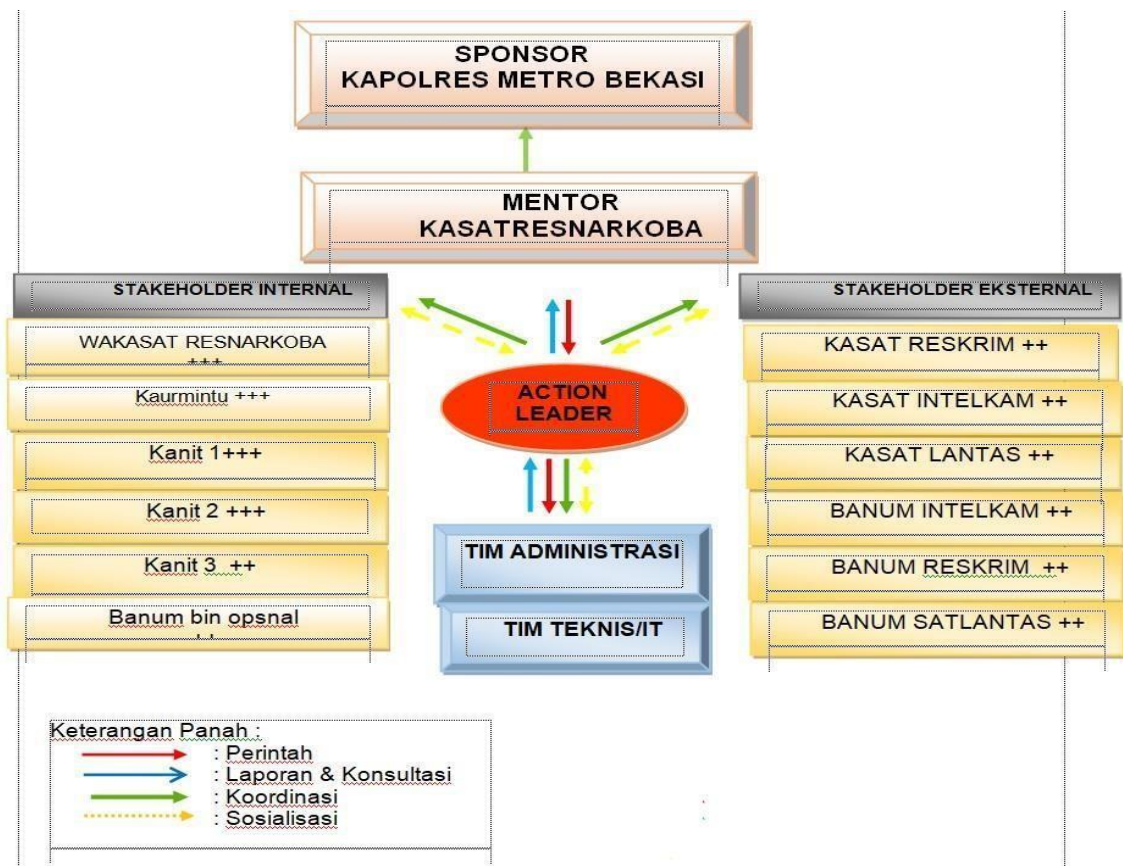 SPONSOR
KAPOLRES METRO BEKASI
MENTOR
KASATRESNARKOBA
STAKEHOLDER INTERNAL
WAKASAT RESNARKOBA
+++
Kaurmintu +++
Kanit 1+++
Kanit 2 +++
Kanit 3 ++
Banum bin opsnal
++
ACTION
LEADER
TIM ADMINISTRASI
TIM TEKNIS/IT
STAKEHOLDER EKSTERNAL
KASAT RESKRIM ++
KASAT INTELKAM ++
KASAT LANTAS ++
BANUM INTELKAM ++
BANUM RESKRIM ++
BANUM SATLANTAS ++
Keterangan Panah :
: Perintah
: Laporan & Konsultasi
: Koordinasi
: Sosialisasi